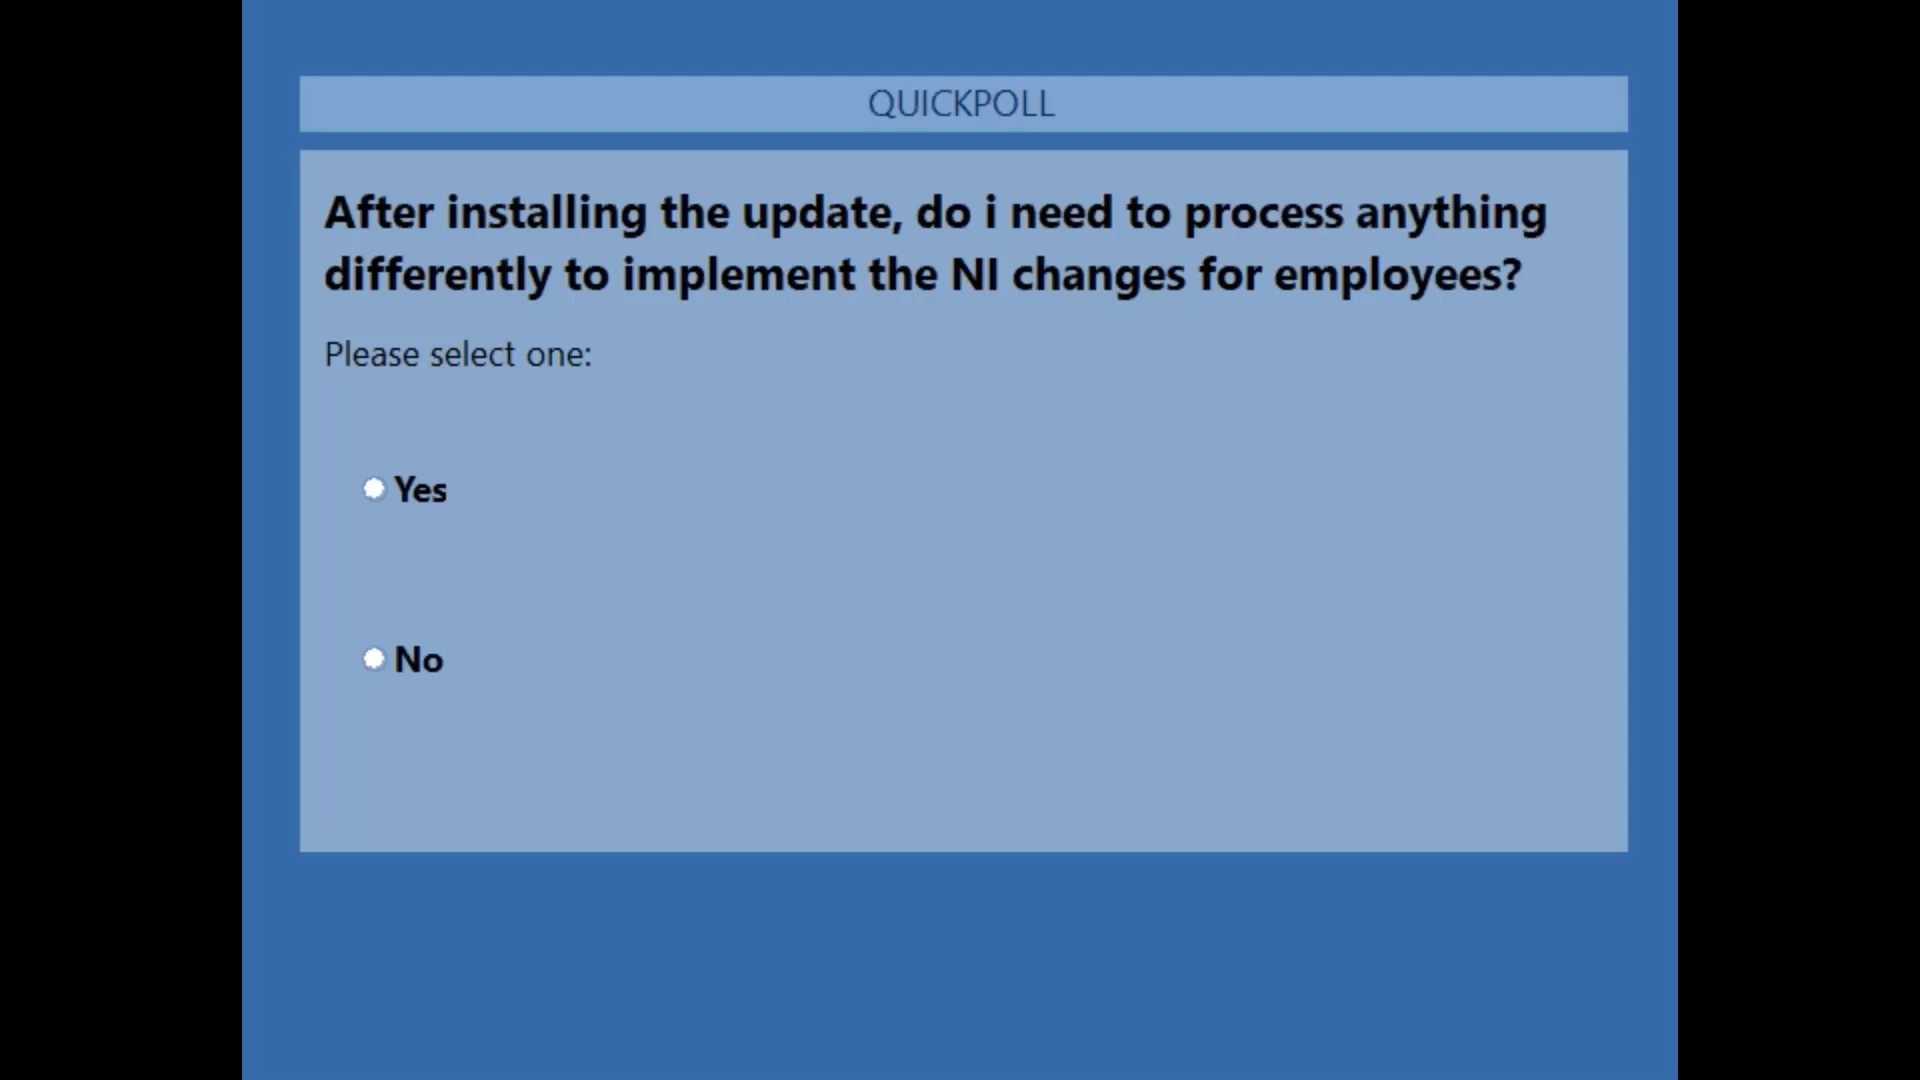 QUICKPOLL
After installing the update, do i need to process anything
differently to implement the NI changes for employees?
Please select one:
Yes
No